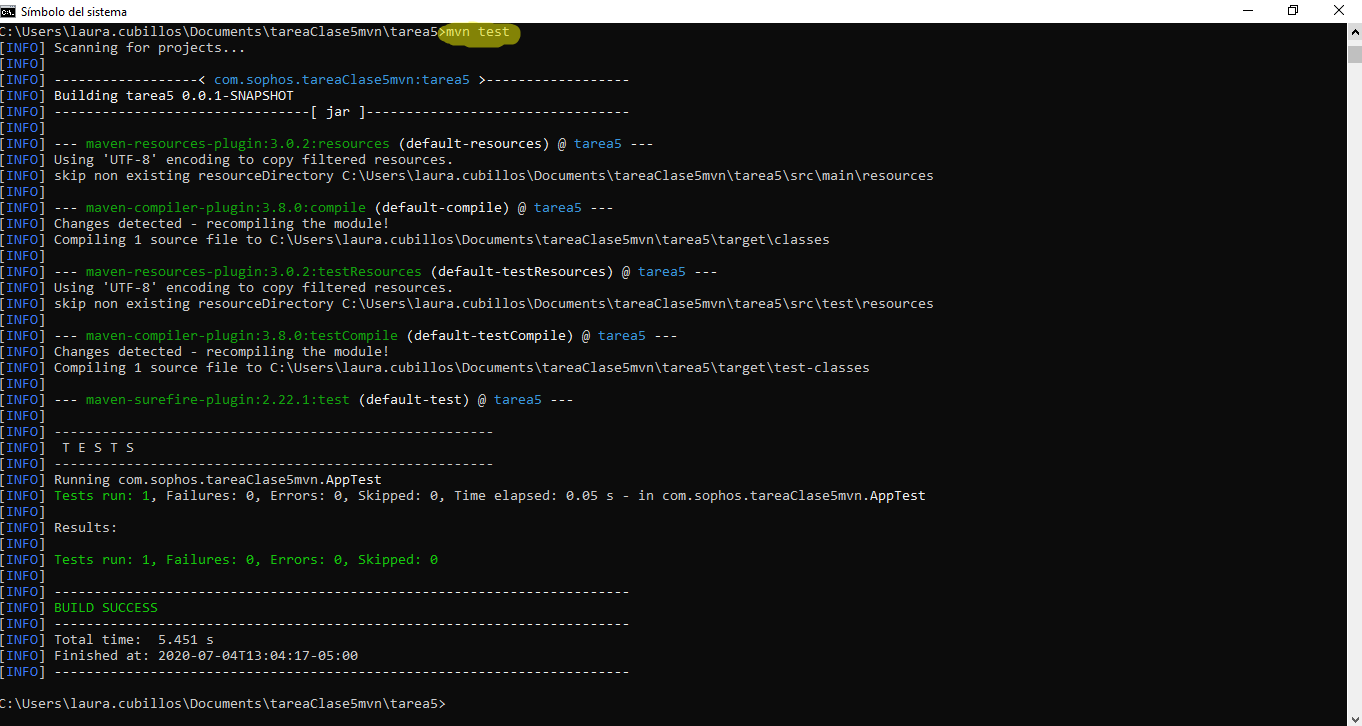 Símbolo del sistema
C:\Users\laura.cubillos\Documents\tareaClase5mvn\tarea5>mvn test
[INFO] Scanning for projects...
[INFO]
[INFO] ------------------< com.sophos.tareaClase5mvn:tarea5 >------------------
[INFO] Building tarea5 0.0.1-SNAPSHOT
[INFO] --------------------------------[ jar ]---------------------------------
[INFO]
[INFO] --- maven-resources-plugin:3.0.2:resources (default-resources) @ tarea5 ---
[INFO] Using 'UTF-8' encoding to copy filtered resources.
[INFO] skip non existing resourceDirectory C:\Users\laura.cubillos\Documents\tareaClase5mvn\tarea5\src\main\resources
[INFO]
[INFO] --- maven-compiler-plugin:3.8.0:compile (default-compile) @ tarea5 ---
[INFO] Changes detected - recompiling the module!
[INFO] Compiling 1 source file to C:\Users\laura.cubillos\Documents\tareaClase5mvn\tarea5\target\classes
[INFO]
[INFO] --- maven-resources-plugin:3.0.2:testResources (default-testResources) @ tarea5 ---
[INFO] Using 'UTF-8' encoding to copy filtered resources.
[INFO] skip non existing resourceDirectory C:\Users\laura.cubillos\Documents\tareaClase5mvn\tarea5\src\test\resources
[INFO]
[INFO] --- maven-compiler-plugin:3.8.0:testCompile (default-testCompile) @ tarea5 ---
[INFO] Changes detected - recompiling the module!
[INFO] Compiling 1 source file to C:\Users\laura.cubillos\Documents\tareaClase5mvn\tarea5\target\test-classes
[INFO]
[INFO] --- maven-surefire-plugin:2.22.1:test (default-test) @ tarea5 ---
[INFO]
[INFO] -------------------------------------------------------
[INFO]  T E S T S
[INFO] -------------------------------------------------------
[INFO] Running com.sophos.tareaClase5mvn.AppTest
[INFO] Tests run: 1, Failures: 0, Errors: 0, Skipped: 0, Time elapsed: 0.05 s - in com.sophos.tareaClase5mvn.AppTest
[INFO]
[INFO] Results:
[INFO]
[INFO] Tests run: 1, Failures: 0, Errors: 0, Skipped: 0
[INFO]
[INFO] ------------------------------------------------------------------------
[INFO] BUILD SUCCESS
[INFO] ------------------------------------------------------------------------
[INFO] Total time:  5.451 s
[INFO] Finished at: 2020-07-04T13:04:17-05:00
[INFO] ------------------------------------------------------------------------
C:\Users\laura.cubillos\Documents\tareaClase5mvn\tarea5>